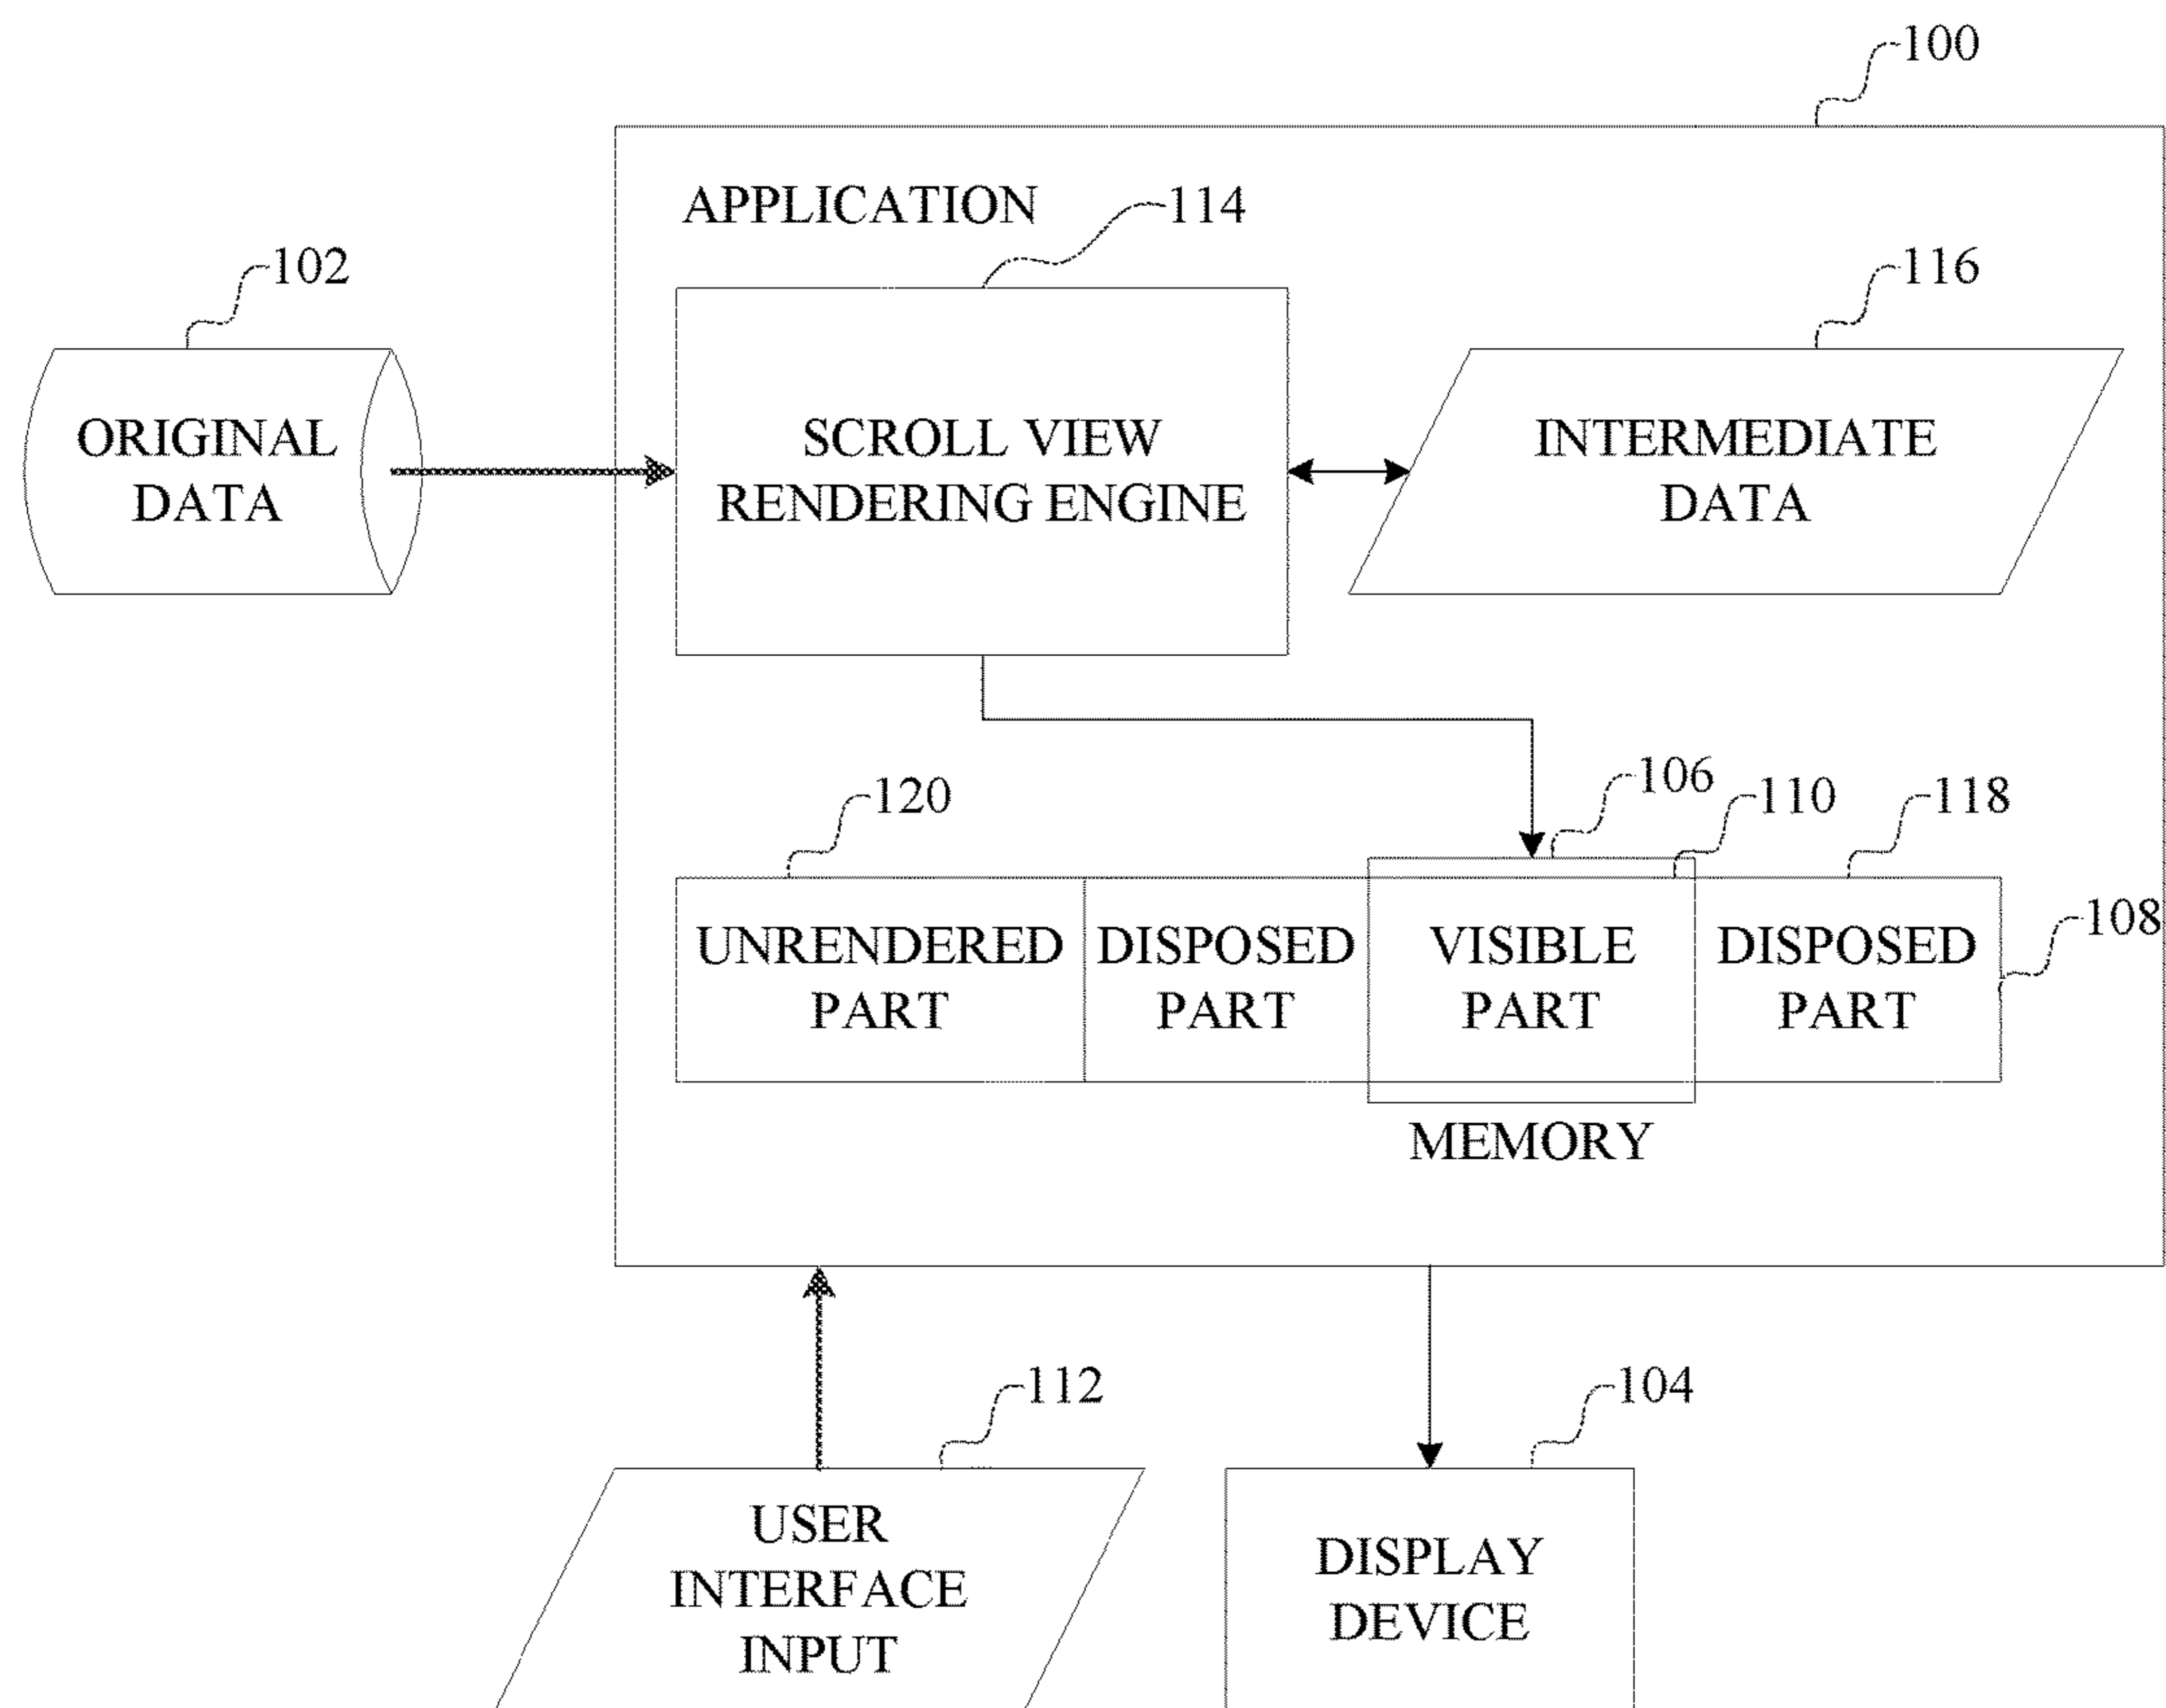 100
APPLICATION
114
102
116
ORIGINAL
DATA
SCROLL VIEW
RENDERING ENGINE
INTERMEDIATE
DATA
106
120
110
118
108
UNRENDERED
PART
DISPOSED
PART
VISIBLE
PART
DISPOSED
PART
MEMORY
112
104
USER
INTERFACE
INPUT
DISPLAY
DEVICE